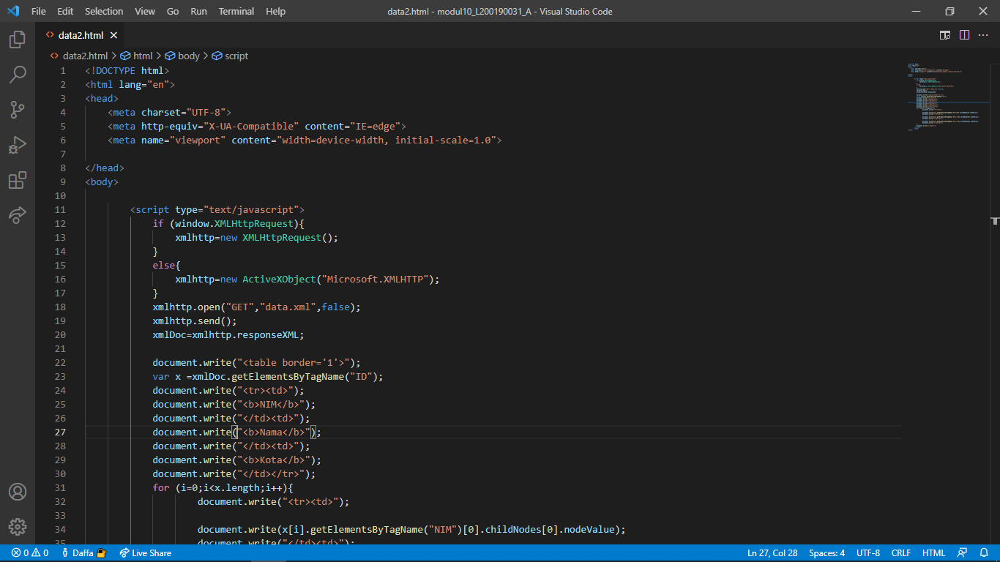 File Edit Selection View Go Run Terminal Help data2.html - modul10_L200190031_A - Visual Studio Code
data2.html
data2.html > html > body > script
1 <!DOCTYPE html>
2 <html lang="en">
3 <head>
4 <meta charset="UTF-8">
5 <meta http-equiv="X-UA-Compatible" content="IE=edge">
6 <meta name="viewport" content="width=device-width, initial-scale=1.0">
7
8 </head>
9 <body>
10
11 <script type="text/javascript">
12 if (window.XMLHttpRequest){
13 xmlhttp=new XMLHttpRequest();
14 }
15 else{
16 xmlhttp=new ActiveXObject("Microsoft.XMLHTTP");
17 }
18 xmlhttp.open("GET","data.xml",false);
19 xmlhttp.send();
20 xmlDoc=xmlhttp.responseXML;
21
22 document.write("<table border='1'>");
23 var x =xmlDoc.getElementsByTagName("ID");
24 document.write("<tr><td>");
25 document.write("<b>NIM</b>");
26 document.write("</td><td>");
27 document.write("<b>Nama</b>");
28 document.write("</td><td>");
29 document.write("<b>Kota</b>");
30 document.write("</td></tr>");
31 for (i=0;i<x.length;i++){
32 document.write("<tr><td>");
33
34 document.write(x[i].getElementsByTagName("NIM")[0].childNodes[0].nodeValue);
35 document.write("</td><td>");
0 0 Daffa Live Share Ln 27, Col 28 Spaces: 4 UTF-8 CRLF HTML